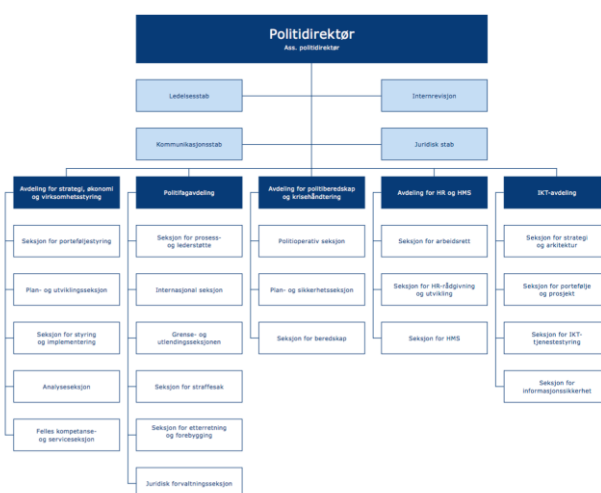 Politidirektør
Ass. politidirektør
Ledelsesstab
Internrevisjon
Kommunikasjonsstab
Juridisk stab
Avdeling for strategi, økonomi
og virksomhetsstyring
Seksjon for porteføljestyring
Plan- og utviklingsseksjon
Seksjon for styring
og implementering
Analyseseksjon
Felles kompetanse-
og serviceseksjon
Politifagavdeling
Seksjon for prosess-
og lederstøtte
Internasjonal seksjon
Grense- og
utlendingsseksjonen
Seksjon for straffesak
Seksjon for etterretning
og forebygging
Juridisk forvaltningsseksjon
Avdeling for politiberedskap
og krisehåndtering
Politioperativ seksjon
Plan- og sikkerhetsseksjon
Seksjon for beredskap
Avdeling for HR og HMS
Seksjon for arbeidsrett
Seksjon for HR-rådgivning
og utvikling
Seksjon for HMS
IKT-avdeling
Seksjon for strategi
og arkitektur
Seksjon for portefølje
og prosjekt
Seksjon for IKT-
tjenestestyring
Seksjon for
informasjonssikkerhet